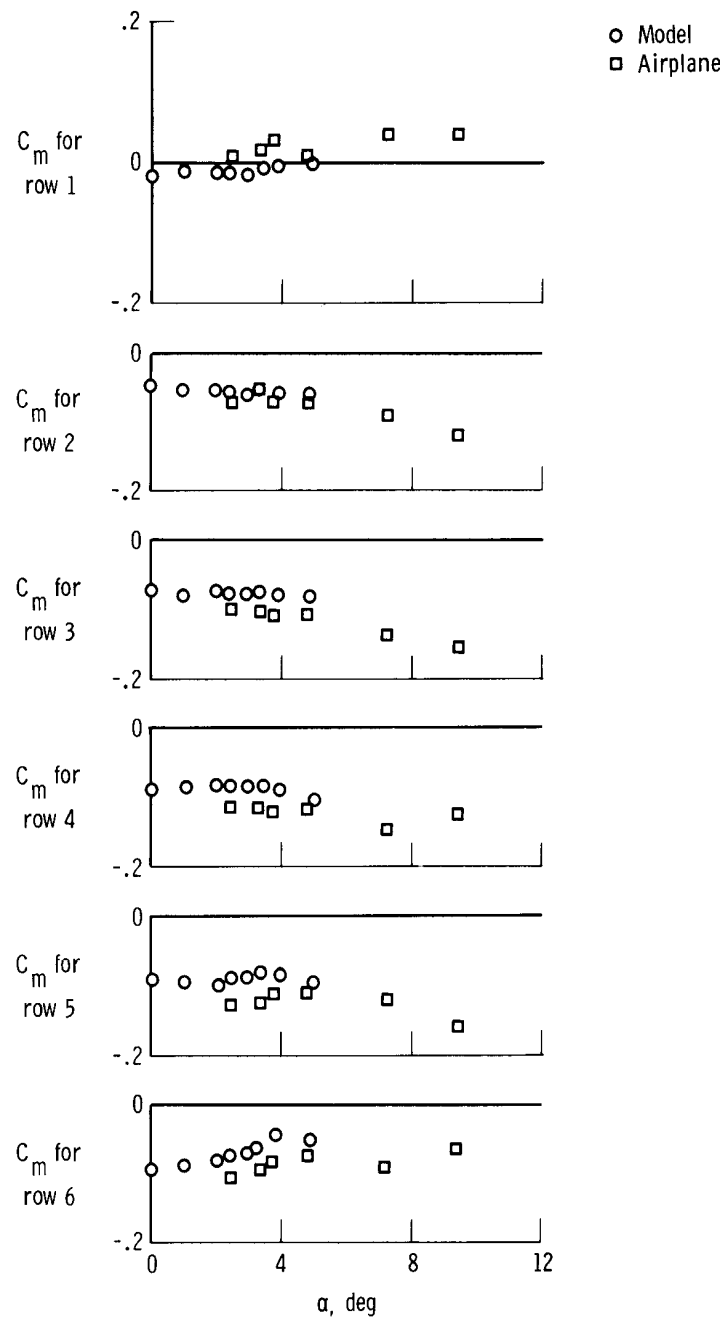 Model
Airplane
.2
C_m for
row 1
0
-.2
0
C_m for
row 2
-.2
0
C_m for
row 3
-.2
0
C_m for
row 4
-.2
0
C_m for
row 5
-.2
0
C_m for
row 6
-.2
0 4 8 12
α, deg